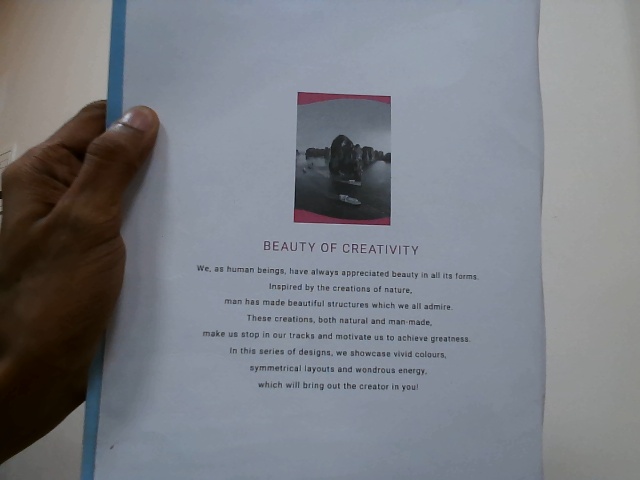 BEAUTY OF CREATIVITY
We, as human beings, have always appreciated beauty in all its forms.
Inspired by the creations of nature,
man has made beautiful structures which we all admire.
These creations, both natural and man-made,
make us stop in our tracks and motivate us to achieve greatness.
In this series of designs, we showcase vivid colours,
symmetrical layouts and wondrous energy,
which will bring out the creator in you!